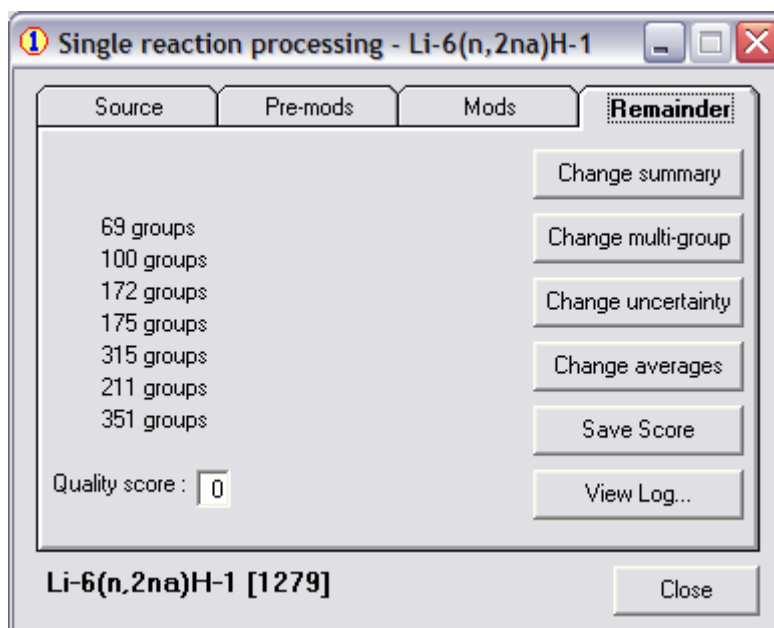 1 Single reaction processing - Li-6(n,2na)H-1
Source Pre-mods Mods Remainder
Change summary
69 groups
Change multi-group
100 groups
172 groups
Change uncertainty
175 groups
315 groups
Change averages
211 groups
351 groups
Save Score
Quality score : 0
View Log...
Li-6(n,2na)H-1 [1279]
Close